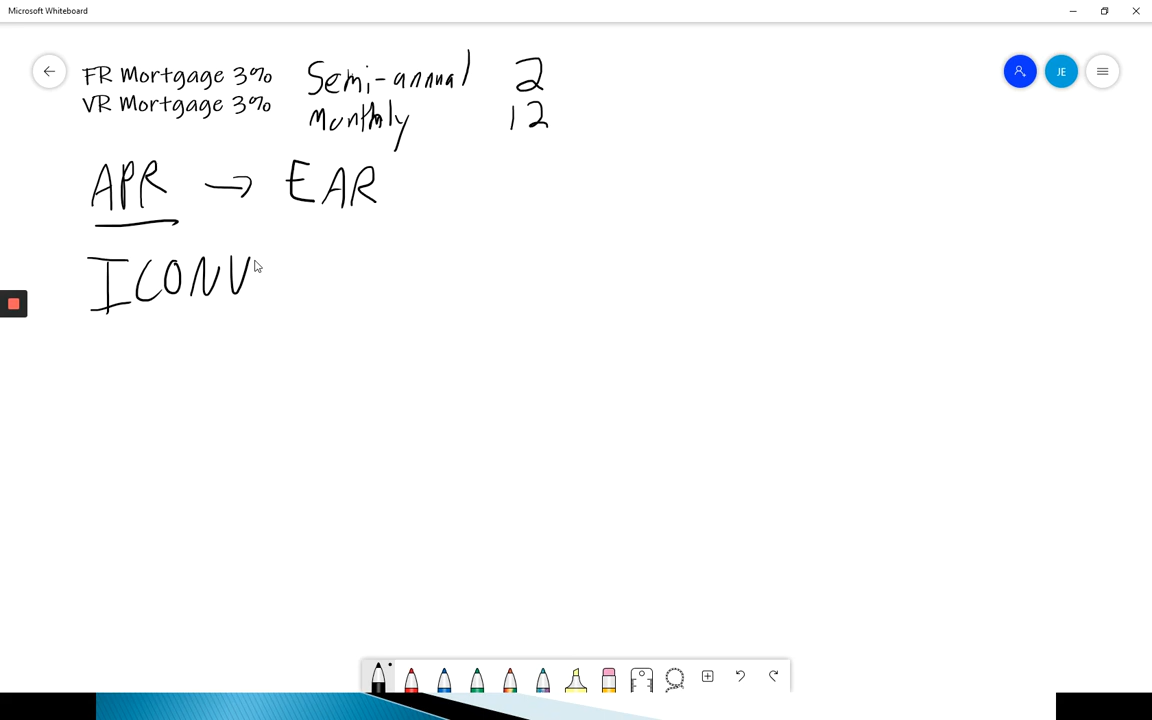 Microsoft Whiteboard
FR Mortgage 3% Semi-annual 2
VR Mortgage 3% Monthly 12
JE
APR → EAR
ICONV